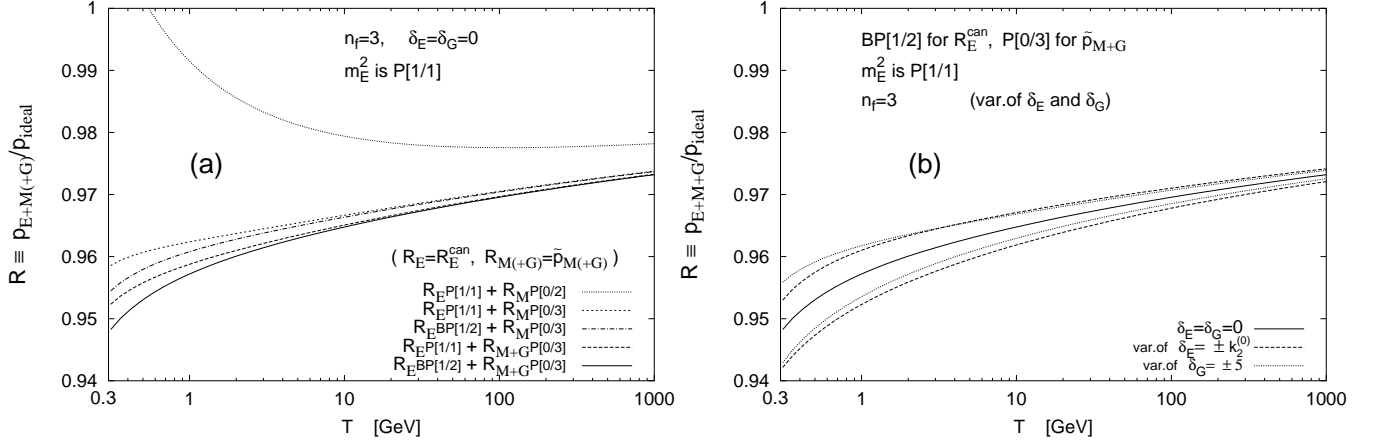 R ≡ p_{E+M(+G)}/p_{ideal}
1
0.99
0.98
0.97
0.96
0.95
0.94
n_f=3, δ_E=δ_G=0
m_E^2 is P[1/1]
(a)
( R_E=R_E^{can}, R_{M(+G)}=p̃_{M(+G)} )
R_E P[1/1] + R_M P[0/2]
R_E P[1/1] + R_M P[0/3]
R_E BP[1/2] + R_M P[0/3]
R_E P[1/1] + R_{M+G} P[0/3]
R_E BP[1/2] + R_{M+G} P[0/3]
0.3 1 10 100 1000
T [GeV]
R ≡ p_{E+M+G}/p_{ideal}
1
0.99
0.98
0.97
0.96
0.95
0.94
BP[1/2] for R_E^{can}, P[0/3] for p̃_{M+G}
m_E^2 is P[1/1]
n_f=3 (var.of δ_E and δ_G)
(b)
δ_E=δ_G=0
var.of δ_E= ± k_2^{(0)}
var.of δ_G= ±5
0.3 1 10 100 1000
T [GeV]